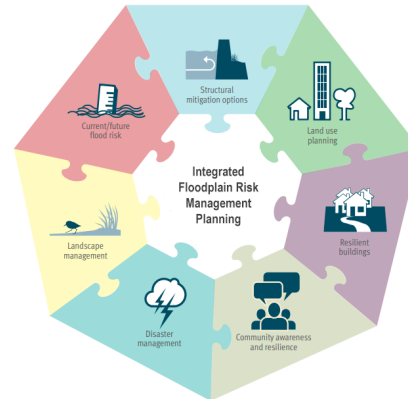 Structural
mitigation options
Current/future
flood risk
Land use
planning
Integrated
Floodplain Risk
Management
Planning
Landscape
management
Resilient
buildings
Disaster
management
Community awareness
and resilience